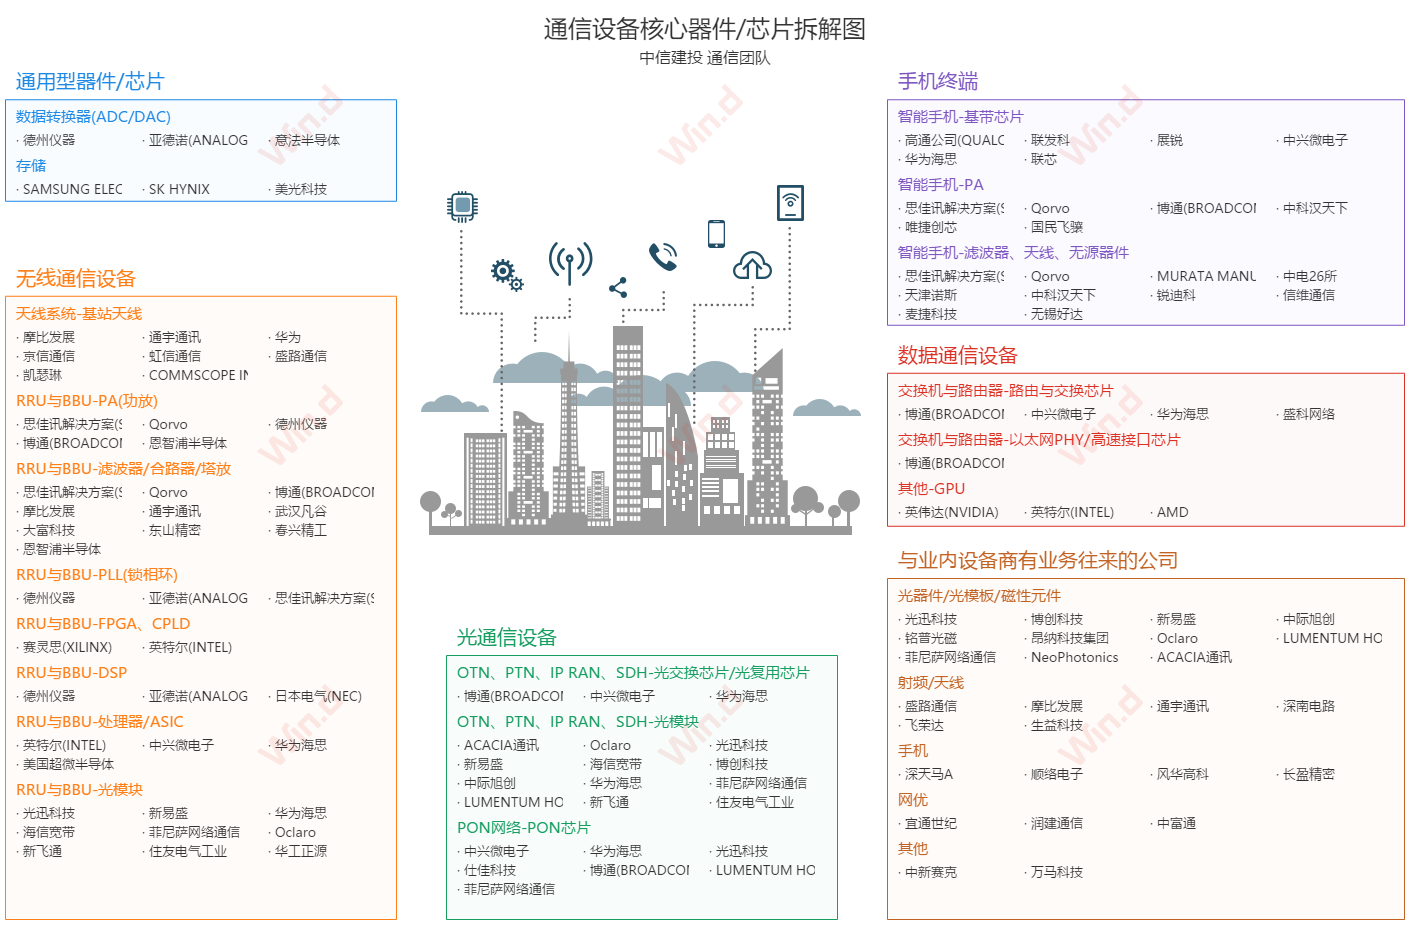 通信设备核心器件/芯片拆解图
中信建投 通信团队
通用型器件/芯片
数据转换器(ADC/DAC)
· 德州仪器 · 亚德诺(ANALOG · 意法半导体
存储
· SAMSUNG ELEC · SK HYNIX · 美光科技
无线通信设备
天线系统-基站天线
· 摩比发展 · 通宇通讯 · 华为
· 京信通信 · 虹信通信 · 盛路通信
· 凯瑟琳 · COMMSCOPE IN
RRU与BBU-PA(功放)
· 思佳讯解决方案(S · Qorvo · 德州仪器
· 博通(BROADCOM · 恩智浦半导体
RRU与BBU-滤波器/合路器/塔放
· 思佳讯解决方案(S · Qorvo · 博通(BROADCOM
· 摩比发展 · 通宇通讯 · 武汉凡谷
· 大富科技 · 东山精密 · 春兴精工
· 恩智浦半导体
RRU与BBU-PLL(锁相环)
· 德州仪器 · 亚德诺(ANALOG · 思佳讯解决方案(S
RRU与BBU-FPGA、CPLD
· 赛灵思(XILINX) · 英特尔(INTEL)
RRU与BBU-DSP
· 德州仪器 · 亚德诺(ANALOG · 日本电气(NEC)
RRU与BBU-处理器/ASIC
· 英特尔(INTEL) · 中兴微电子 · 华为海思
· 美国超微半导体
RRU与BBU-光模块
· 光迅科技 · 新易盛 · 华为海思
· 海信宽带 · 菲尼萨网络通信 · Oclaro
· 新飞通 · 住友电气工业 · 华工正源
光通信设备
OTN、PTN、IP RAN、SDH-光交换芯片/光复用芯片
· 博通(BROADCOM · 中兴微电子 · 华为海思
OTN、PTN、IP RAN、SDH-光模块
· ACACIA通讯 · Oclaro · 光迅科技
· 新易盛 · 海信宽带 · 博创科技
· 中际旭创 · 华为海思 · 菲尼萨网络通信
· LUMENTUM HO · 新飞通 · 住友电气工业
PON网络-PON芯片
· 中兴微电子 · 华为海思 · 光迅科技
· 仕佳科技 · 博通(BROADCOM · LUMENTUM HO
· 菲尼萨网络通信
手机终端
智能手机-基带芯片
· 高通公司(QUALC · 联发科 · 展锐 · 中兴微电子
· 华为海思 · 联芯
智能手机-PA
· 思佳讯解决方案(S · Qorvo · 博通(BROADCOM · 中科汉天下
· 唯捷创芯 · 国民飞骧
智能手机-滤波器、天线、无源器件
· 思佳讯解决方案(S · Qorvo · MURATA MANU · 中电26所
· 天津诺斯 · 中科汉天下 · 锐迪科 · 信维通信
· 麦捷科技 · 无锡好达
数据通信设备
交换机与路由器-路由与交换芯片
· 博通(BROADCOM · 中兴微电子 · 华为海思 · 盛科网络
交换机与路由器-以太网PHY/高速接口芯片
· 博通(BROADCOM
其他-GPU
· 英伟达(NVIDIA) · 英特尔(INTEL) · AMD
与业内设备商有业务往来的公司
光器件/光模板/磁性元件
· 光迅科技 · 博创科技 · 新易盛 · 中际旭创
· 铭普光磁 · 昂纳科技集团 · Oclaro · LUMENTUM HO
· 菲尼萨网络通信 · NeoPhotonics · ACACIA通讯
射频/天线
· 盛路通信 · 摩比发展 · 通宇通讯 · 深南电路
· 飞荣达 · 生益科技
手机
· 深天马A · 顺络电子 · 风华高科 · 长盈精密
网优
· 宜通世纪 · 润建通信 · 中富通
其他
· 中新赛克 · 万马科技
Win.d
Win.d
Win.d
Win.d
Win.d
Win.d
Win.d
Win.d
Win.d